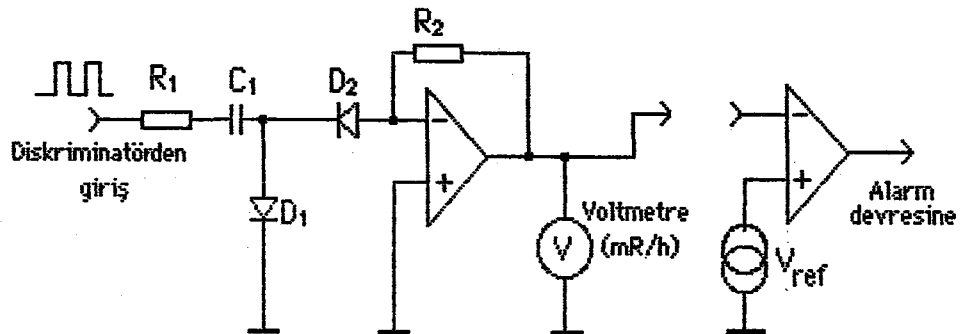 R2
R1
C1
D2
Diskriminatörden
giriş
D1
Voltmetre
(mR/h)
V
Alarm
devresine
Vref